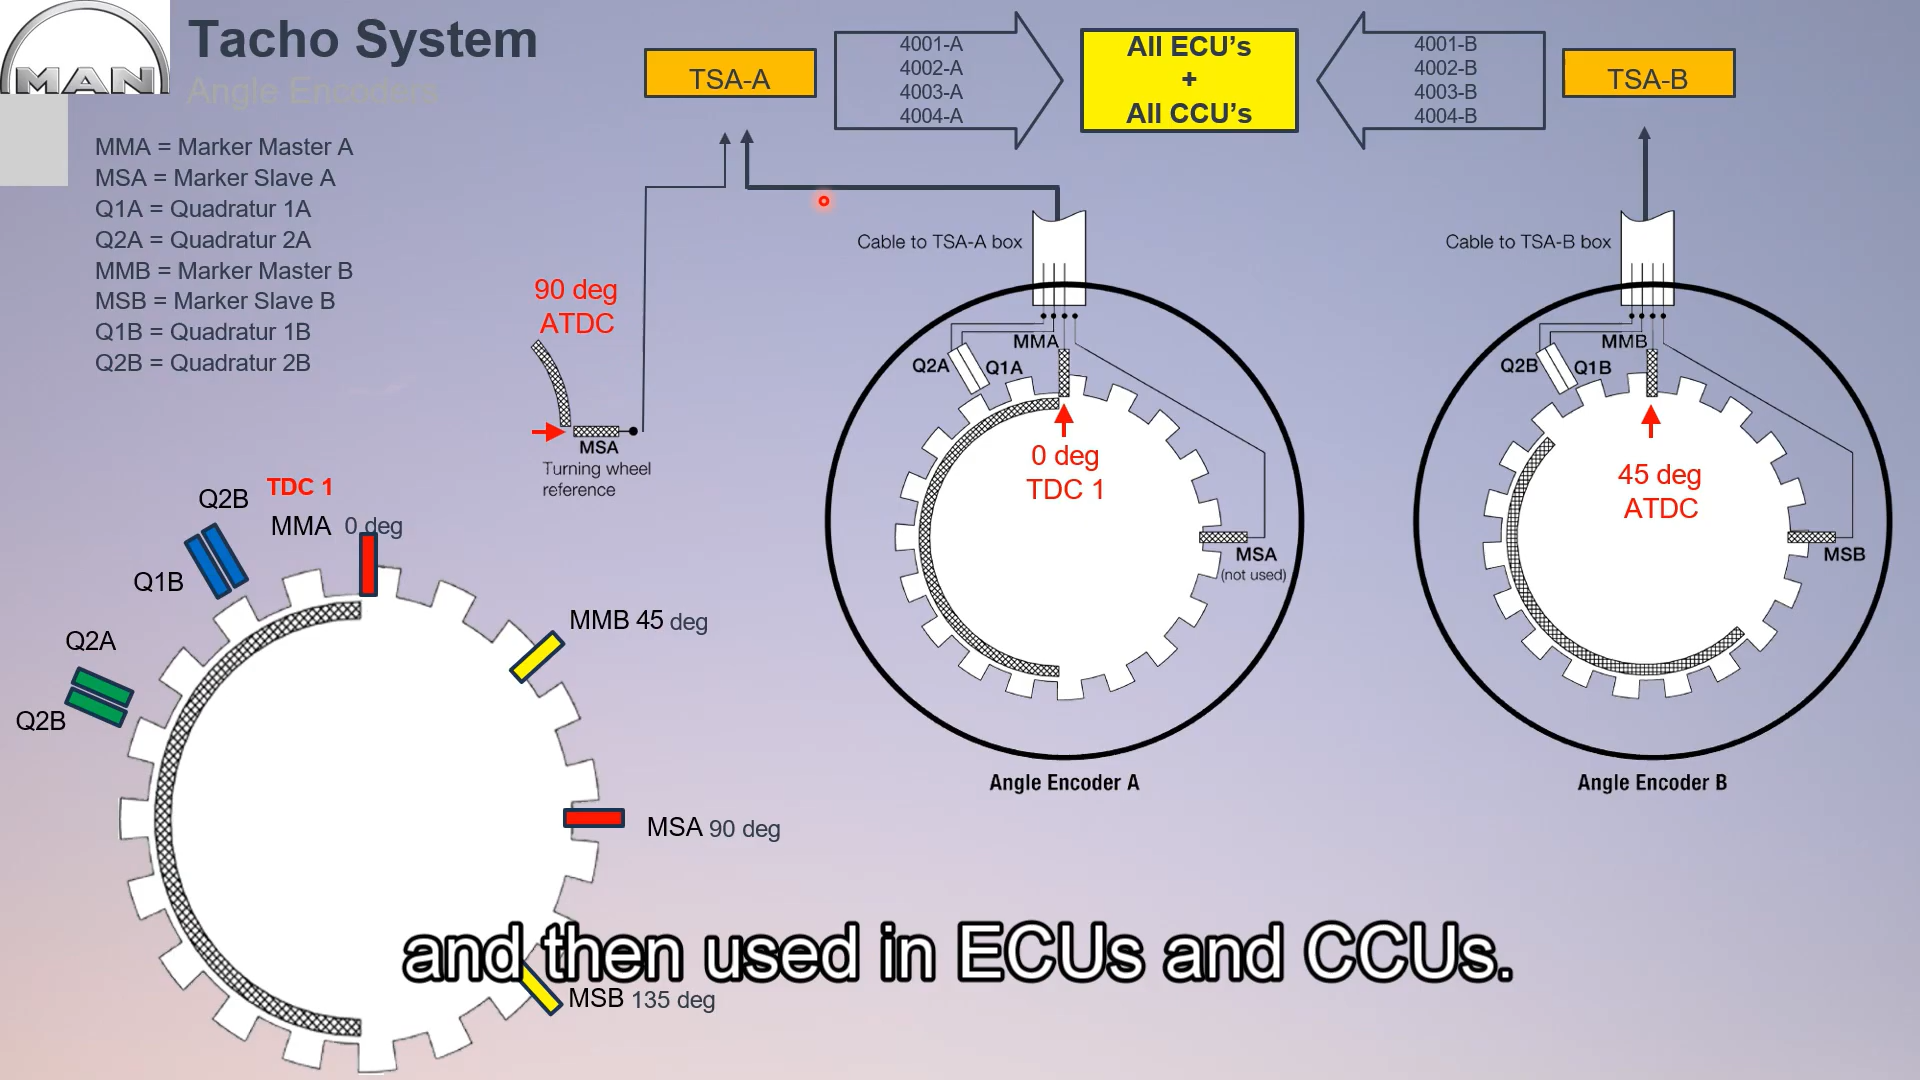 MAN
Tacho System
Angle Encoders
MMA = Marker Master A
MSA = Marker Slave A
Q1A = Quadratur 1A
Q2A = Quadratur 2A
MMB = Marker Master B
MSB = Marker Slave B
Q1B = Quadratur 1B
Q2B = Quadratur 2B
TSA-A
4001-A
4002-A
4003-A
4004-A
All ECU’s
+
All CCU’s
4001-B
4002-B
4003-B
4004-B
TSA-B
90 deg
ATDC
MSA
Turning wheel
reference
Cable to TSA-A box
MMA
Q2A
Q1A
0 deg
TDC 1
MSA
(not used)
Angle Encoder A
Cable to TSA-B box
MMB
Q2B
Q1B
45 deg
ATDC
MSB
Angle Encoder B
Q2B
TDC 1
MMA 0 deg
Q1B
MMB 45 deg
Q2A
Q2B
MSA 90 deg
MSB 135 deg
and then used in ECUs and CCUs.